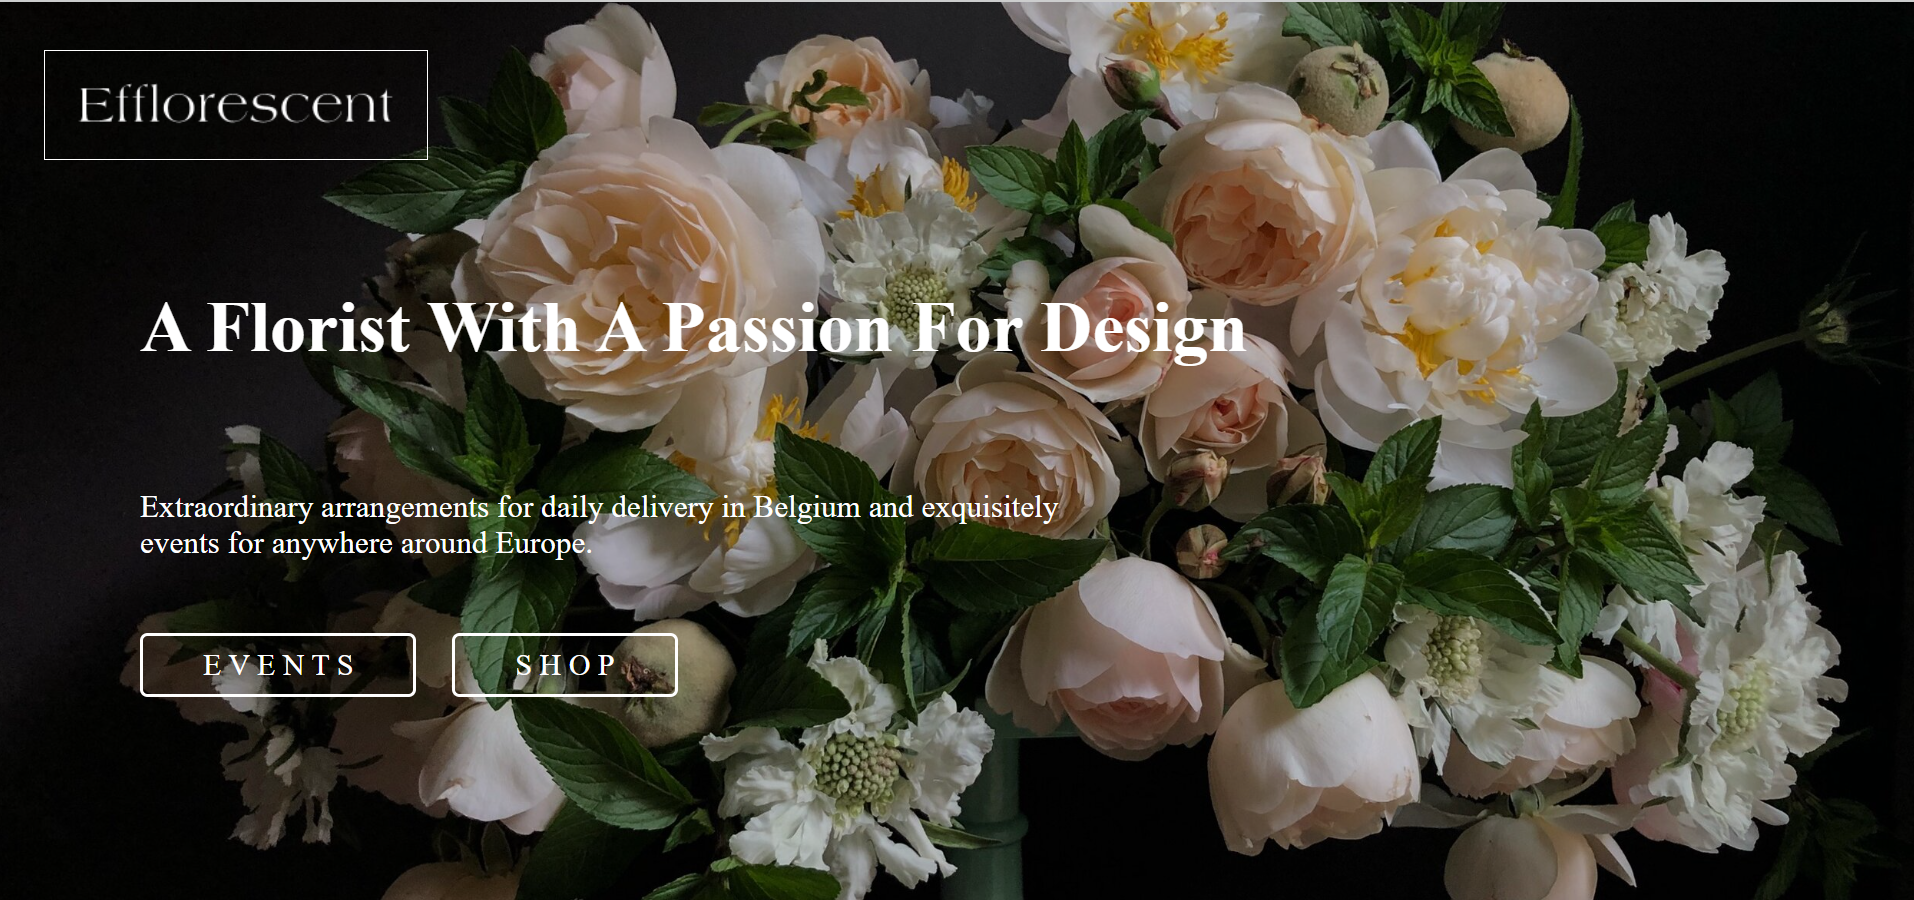 Efflorescent
A Florist With A Passion For Design
Extraordinary arrangements for daily delivery in Belgium and exquisitely
events for anywhere around Europe.
EVENTS
SHOP